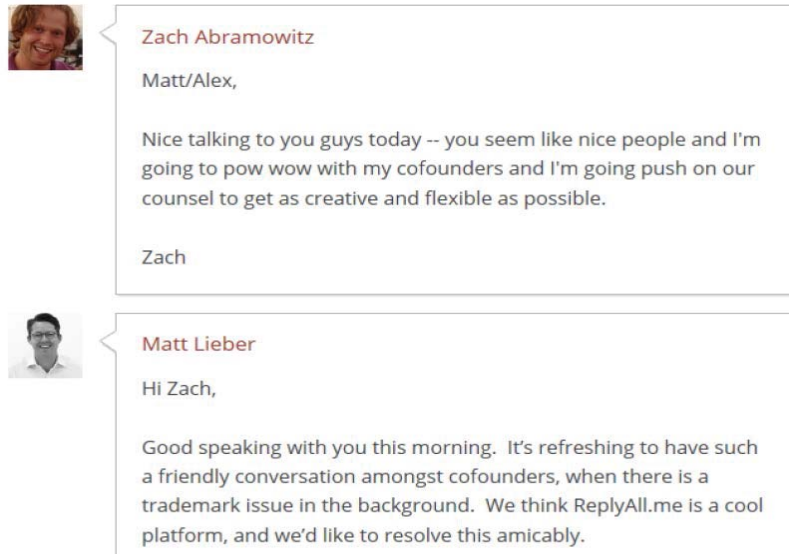 Zach Abramowitz
Matt/Alex,
Nice talking to you guys today -- you seem like nice people and I'm
going to pow wow with my cofounders and I'm going push on our
counsel to get as creative and flexible as possible.
Zach
Matt Lieber
Hi Zach,
Good speaking with you this morning.  It’s refreshing to have such
a friendly conversation amongst cofounders, when there is a
trademark issue in the background.  We think ReplyAll.me is a cool
platform, and we’d like to resolve this amicably.